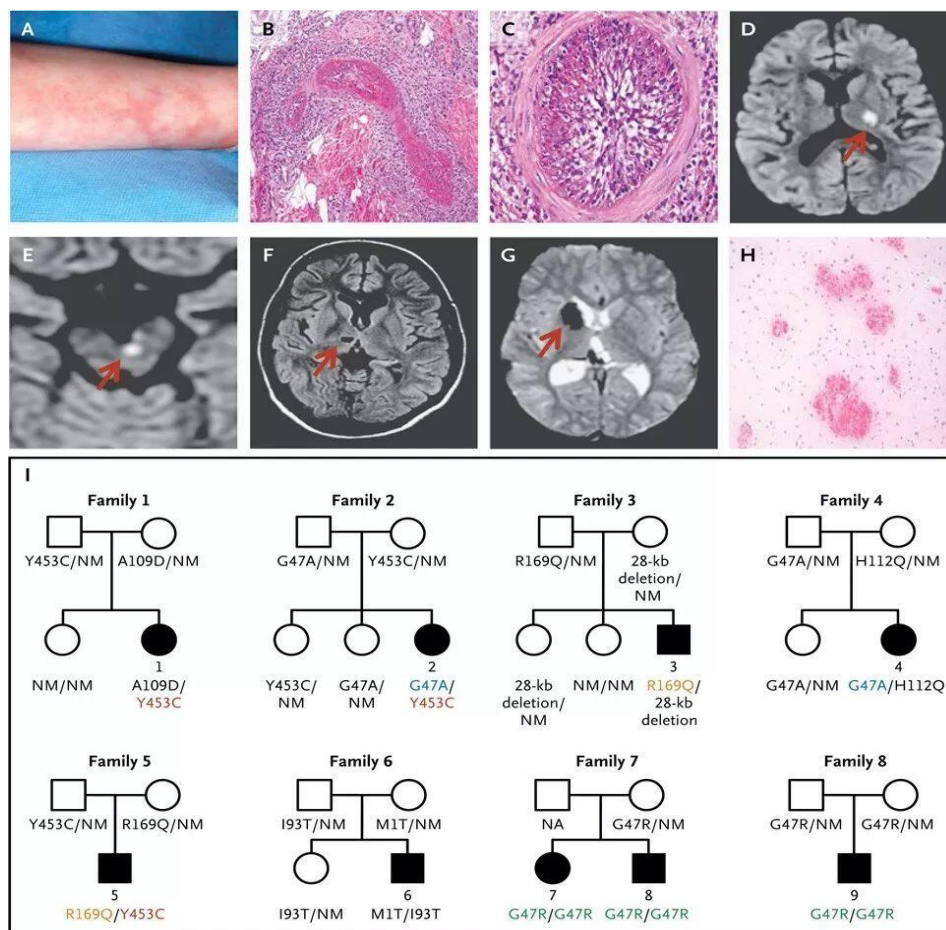 A
B
C
D
E
F
G
H
I
Family 1
Y453C/NM
A109D/NM
NM/NM
1
A109D/
Y453C
Family 2
G47A/NM
Y453C/NM
Y453C/
NM
G47A/
NM
2
G47A/
Y453C
Family 3
R169Q/NM
28-kb
deletion/
NM
28-kb
deletion/
NM
NM/NM
3
R169Q/
28-kb
deletion
Family 4
G47A/NM
H112Q/NM
G47A/NM
4
G47A/H112Q
Family 5
Y453C/NM
R169Q/NM
5
R169Q/Y453C
Family 6
I93T/NM
M1T/NM
I93T/NM
6
M1T/I93T
Family 7
NA
G47R/NM
7
G47R/G47R
8
G47R/G47R
Family 8
G47R/NM
G47R/NM
9
G47R/G47R